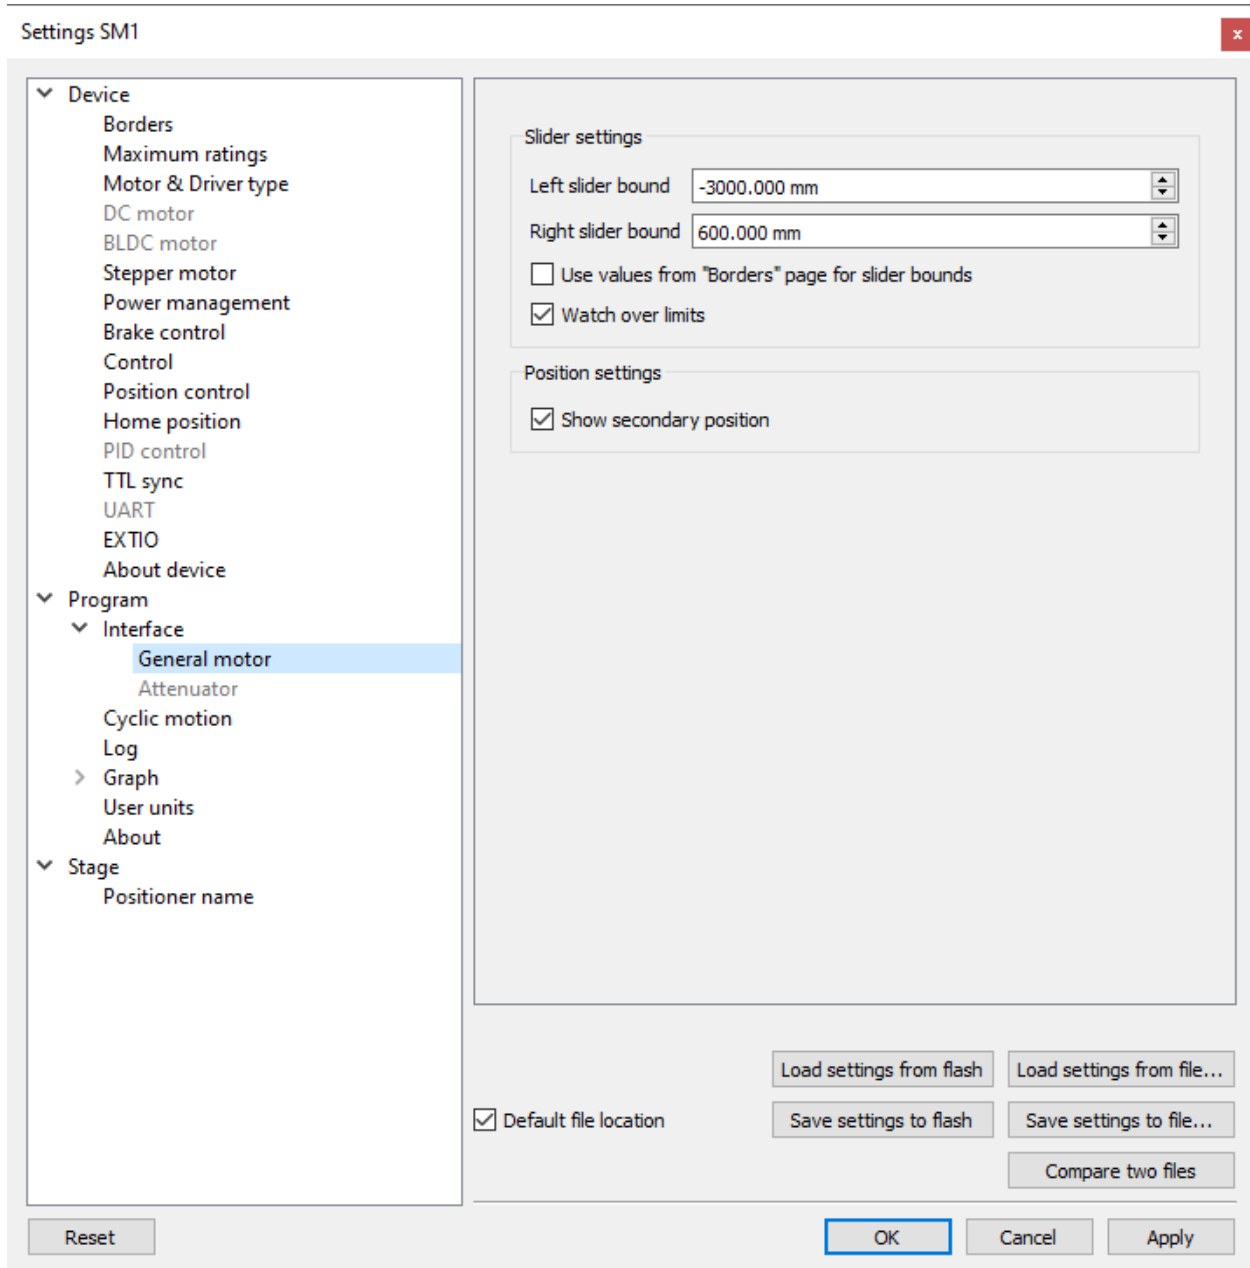 Settings SM1
x
Device
Borders
Maximum ratings
Motor & Driver type
DC motor
BLDC motor
Stepper motor
Power management
Brake control
Control
Position control
Home position
PID control
TTL sync
UART
EXTIO
About device
Program
Interface
General motor
Attenuator
Cyclic motion
Log
Graph
User units
About
Stage
Positioner name
Slider settings
Left slider bound -3000.000 mm
Right slider bound 600.000 mm
Use values from "Borders" page for slider bounds
Watch over limits
Position settings
Show secondary position
Load settings from flash Load settings from file...
Default file location Save settings to flash Save settings to file...
Compare two files
Reset OK Cancel Apply